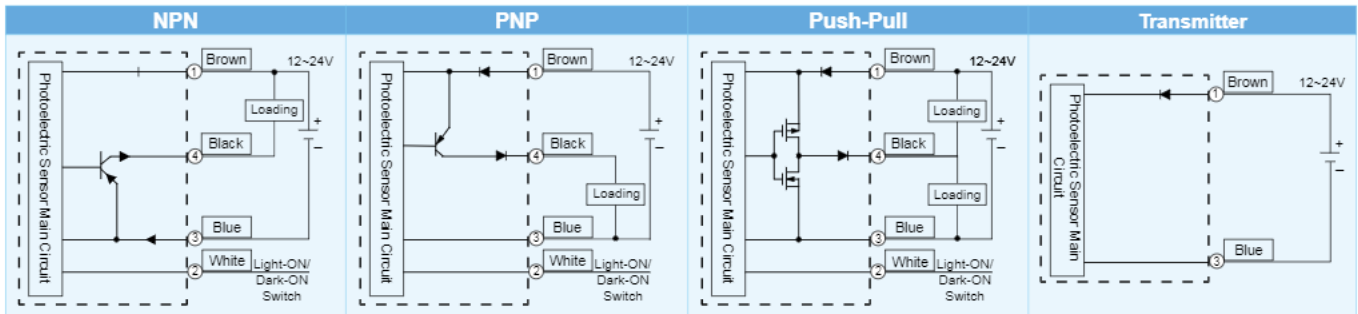 NPN
Photoelectric Sensor Main Circuit
Brown
12~24V
1
Loading
+
−
Black
4
Blue
3
White
2
Light-ON/
Dark-ON
Switch
PNP
Photoelectric Sensor Main Circuit
Brown
12~24V
1
+
−
Black
4
Loading
Blue
3
White
2
Light-ON/
Dark-ON
Switch
Push-Pull
Photoelectric Sensor Main Circuit
Brown
12~24V
1
Loading
+
−
Black
4
Loading
Blue
3
White
2
Light-ON/
Dark-ON
Switch
Transmitter
Photoelectric Sensor Main
Circuit
Brown
12~24V
1
+
−
Blue
3